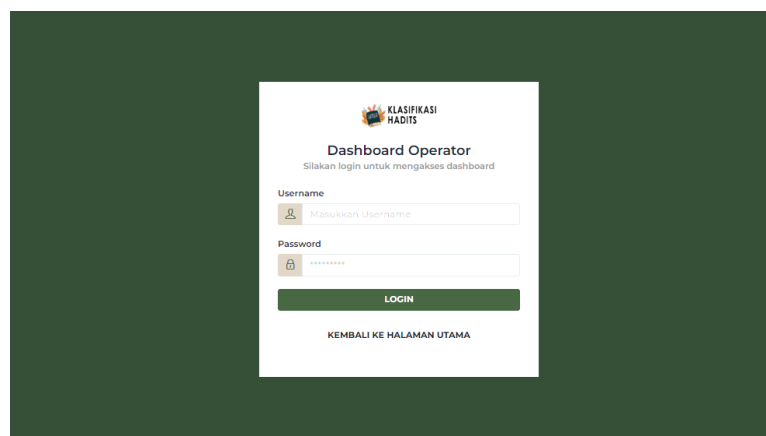 KLASIFIKASI
HADITS
Dashboard Operator
Silakan login untuk mengakses dashboard
Username
Masukkan Username
Password
*********
LOGIN
KEMBALI KE HALAMAN UTAMA